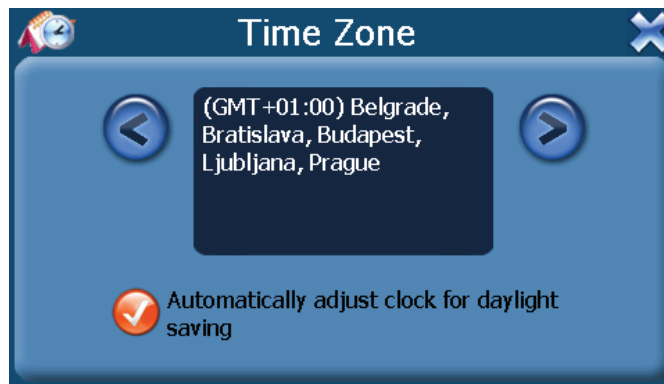 Time Zone
(GMT+01:00) Belgrade,
Bratislava, Budapest,
Ljubljana, Prague
Automatically adjust clock for daylight
saving